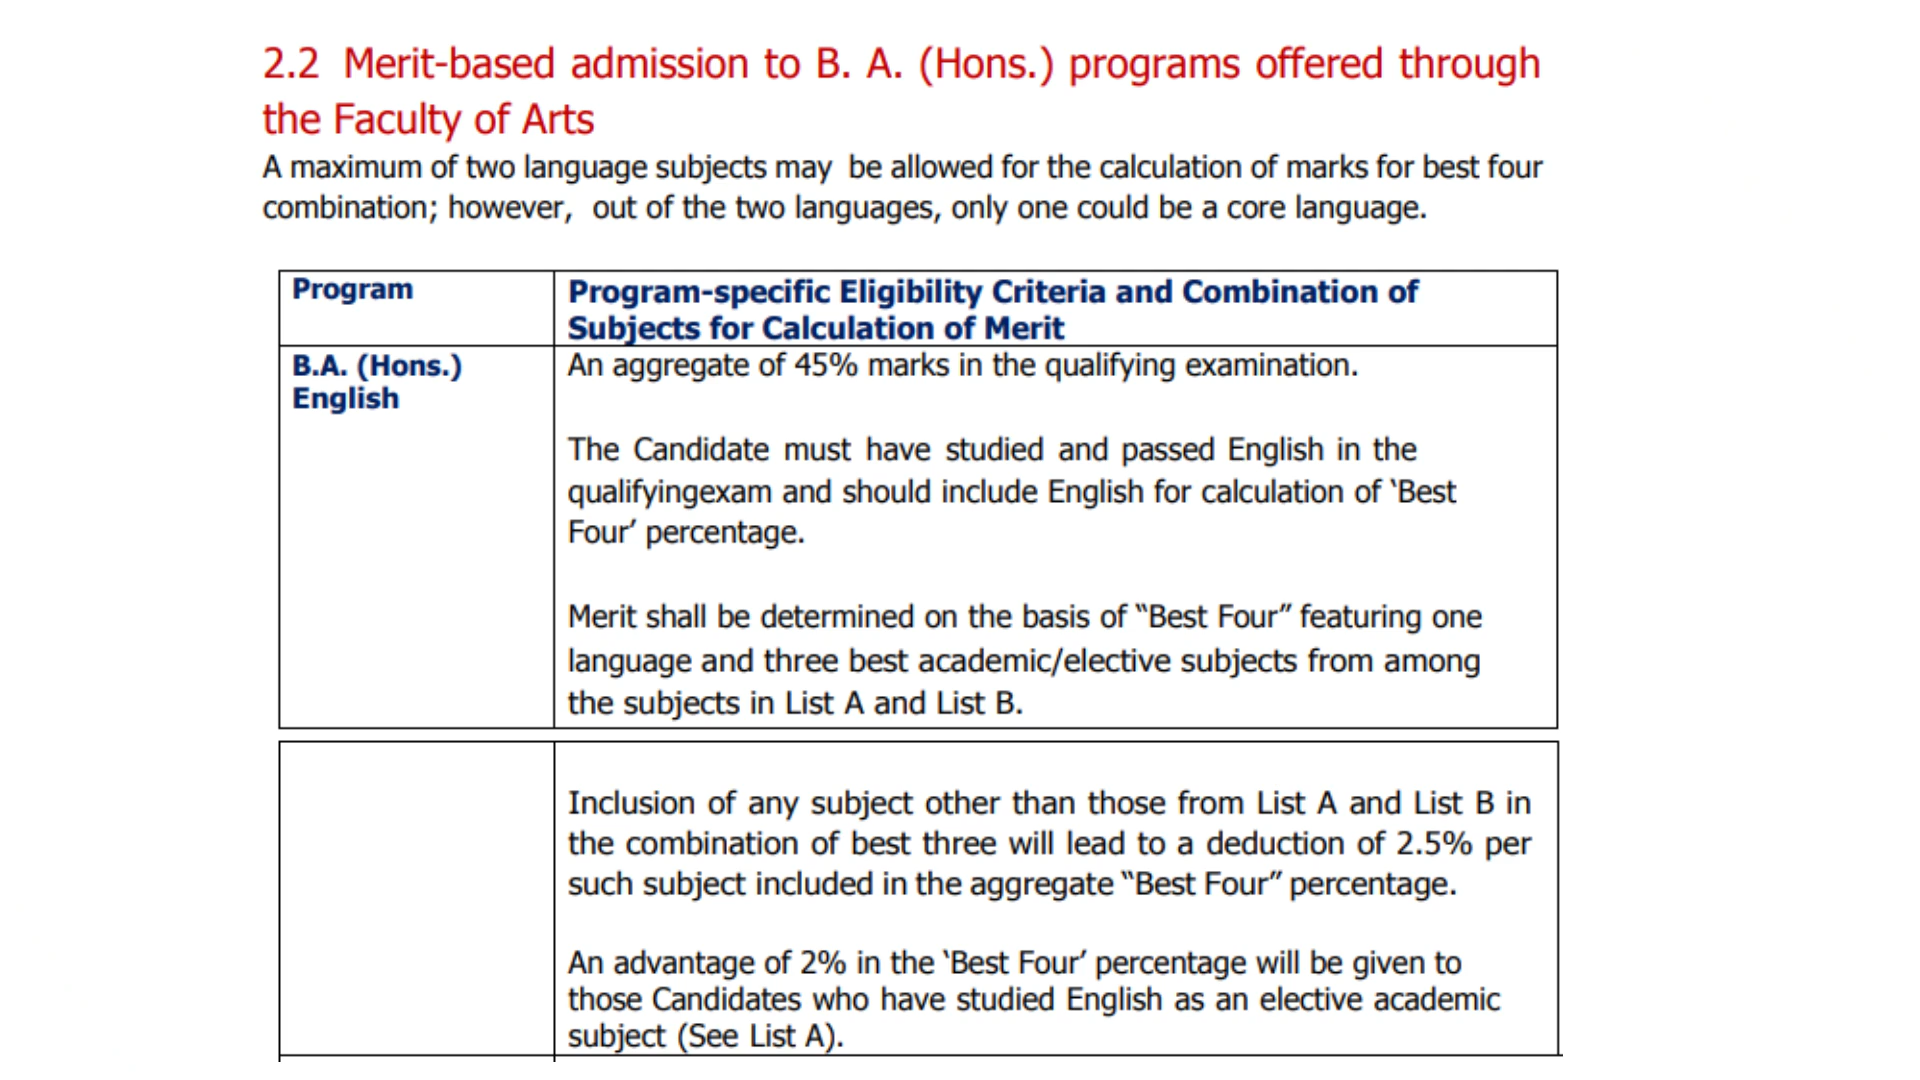 2.2 Merit-based admission to B. A. (Hons.) programs offered through
the Faculty of Arts
A maximum of two language subjects may be allowed for the calculation of marks for best four
combination; however, out of the two languages, only one could be a core language.
Program
Program-specific Eligibility Criteria and Combination of
Subjects for Calculation of Merit
B.A. (Hons.)
English
An aggregate of 45% marks in the qualifying examination.
The Candidate must have studied and passed English in the
qualifyingexam and should include English for calculation of ‘Best
Four’ percentage.
Merit shall be determined on the basis of “Best Four” featuring one
language and three best academic/elective subjects from among
the subjects in List A and List B.
Inclusion of any subject other than those from List A and List B in
the combination of best three will lead to a deduction of 2.5% per
such subject included in the aggregate “Best Four” percentage.
An advantage of 2% in the ‘Best Four’ percentage will be given to
those Candidates who have studied English as an elective academic
subject (See List A).